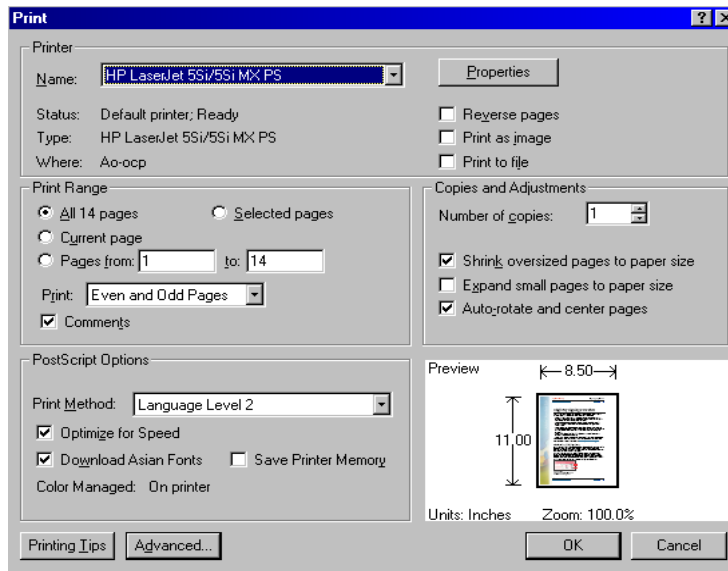 Print
Printer
Name: HP LaserJet 5Si/5Si MX PS
Properties
Status: Default printer; Ready
Type: HP LaserJet 5Si/5Si MX PS
Where: Ao-ocp
Reverse pages
Print as image
Print to file
Print Range
All 14 pages
Selected pages
Current page
Pages from: 1 to: 14
Print: Even and Odd Pages
Comments
Copies and Adjustments
Number of copies: 1
Shrink oversized pages to paper size
Expand small pages to paper size
Auto-rotate and center pages
PostScript Options
Print Method: Language Level 2
Optimize for Speed
Download Asian Fonts
Save Printer Memory
Color Managed: On printer
Preview
8.50
11.00
Units: Inches Zoom: 100.0%
Printing Tips
Advanced...
OK
Cancel